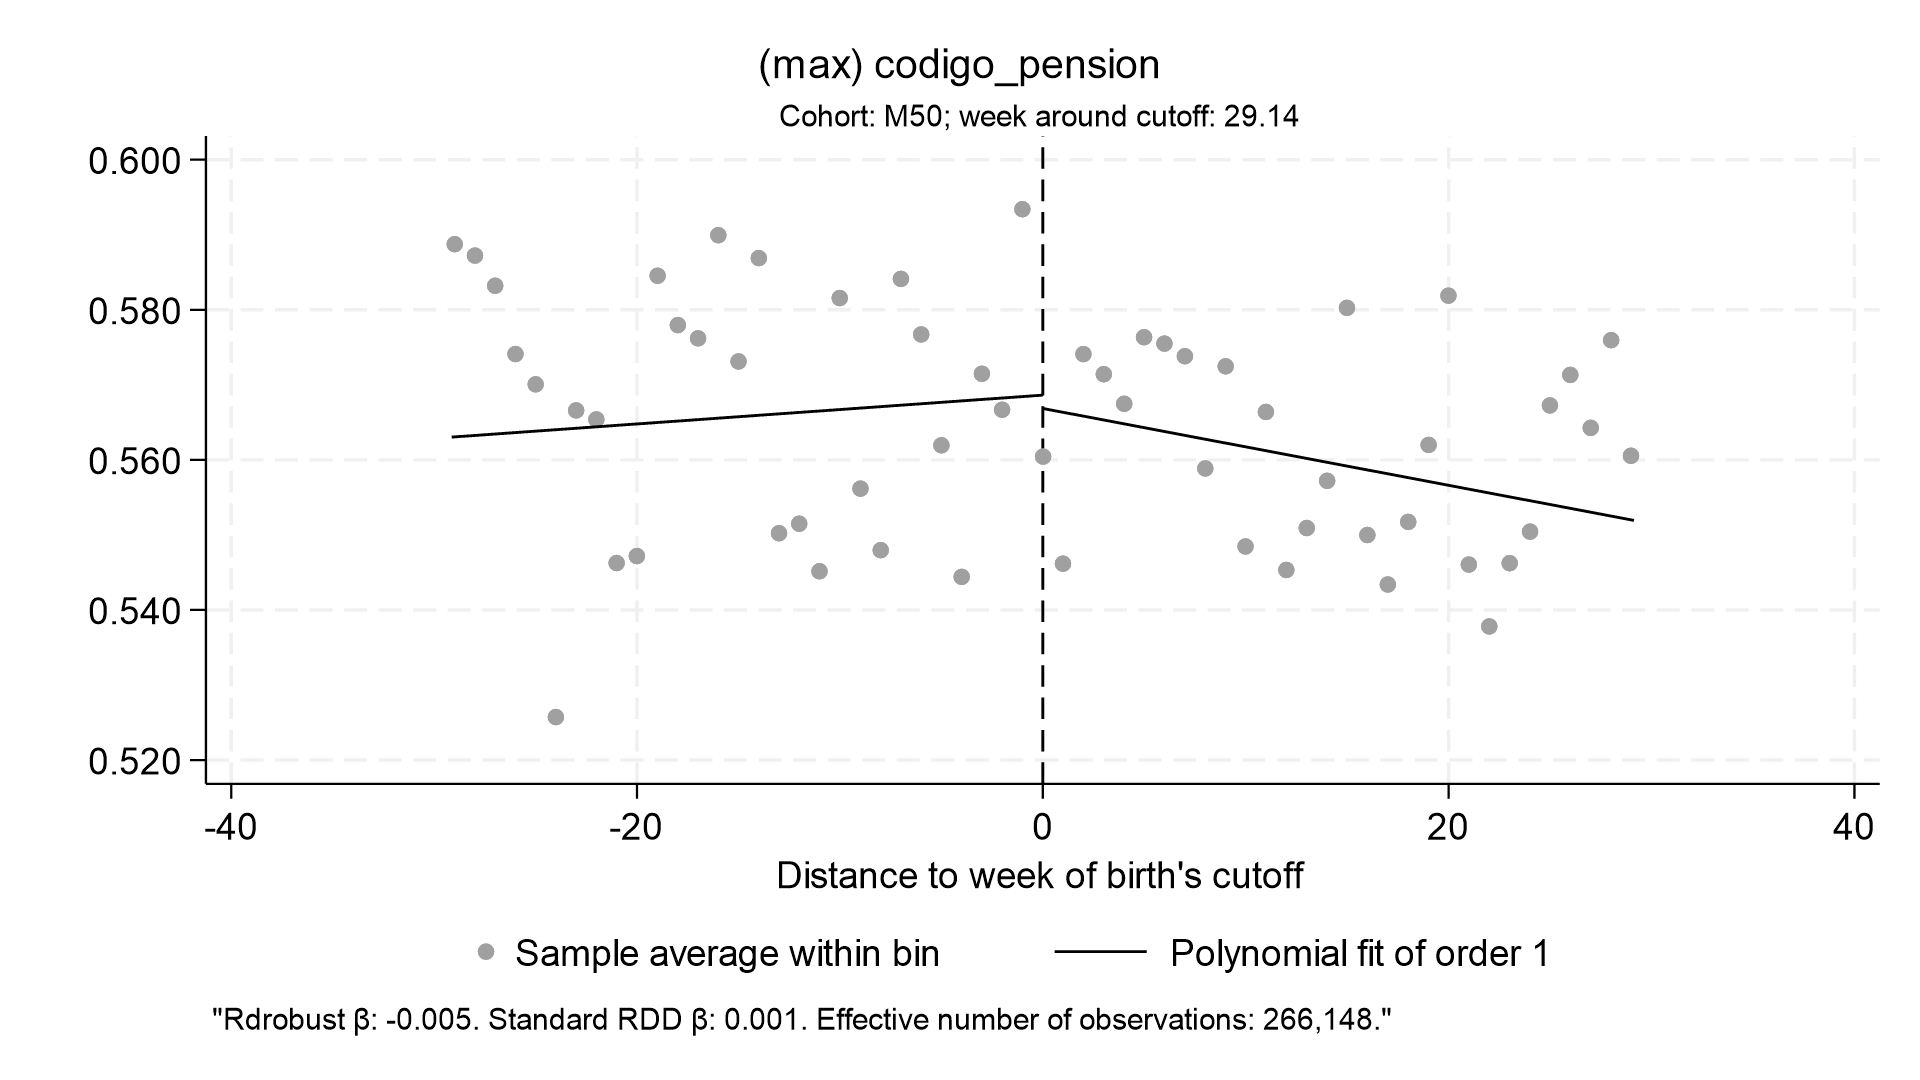 (max) codigo_pension
Cohort: M50; week around cutoff: 29.14
0.600
0.580
0.560
0.540
0.520
-40 -20 0 20 40
Distance to week of birth's cutoff
Sample average within bin Polynomial fit of order 1
"Rdrobust β: -0.005. Standard RDD β: 0.001. Effective number of observations: 266,148."